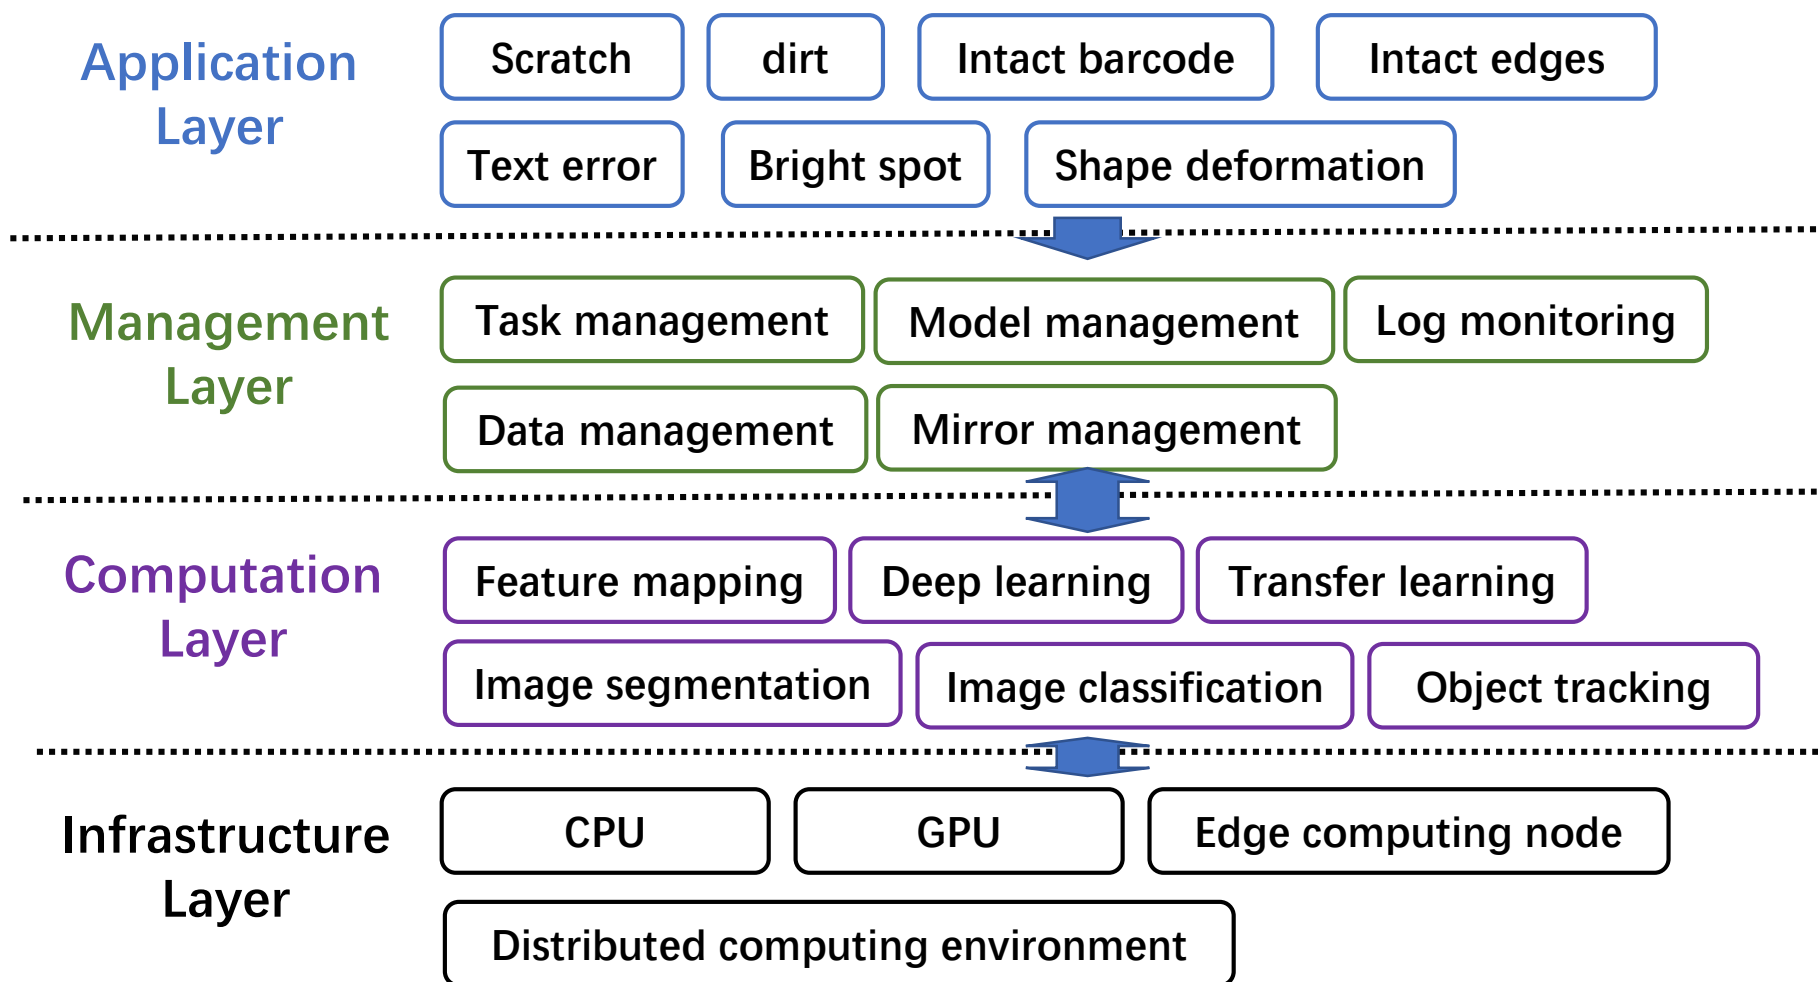 Application
Layer
Scratch
dirt
Intact barcode
Intact edges
Text error
Bright spot
Shape deformation
Management
Layer
Task management
Model management
Log monitoring
Data management
Mirror management
Computation
Layer
Feature mapping
Deep learning
Transfer learning
Image segmentation
Image classification
Object tracking
Infrastructure
Layer
CPU
GPU
Edge computing node
Distributed computing environment